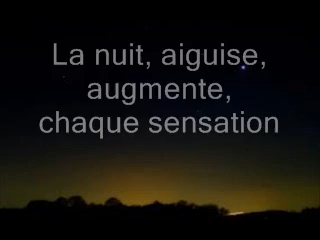 La nuit, aiguise,
augmente,
chaque sensation